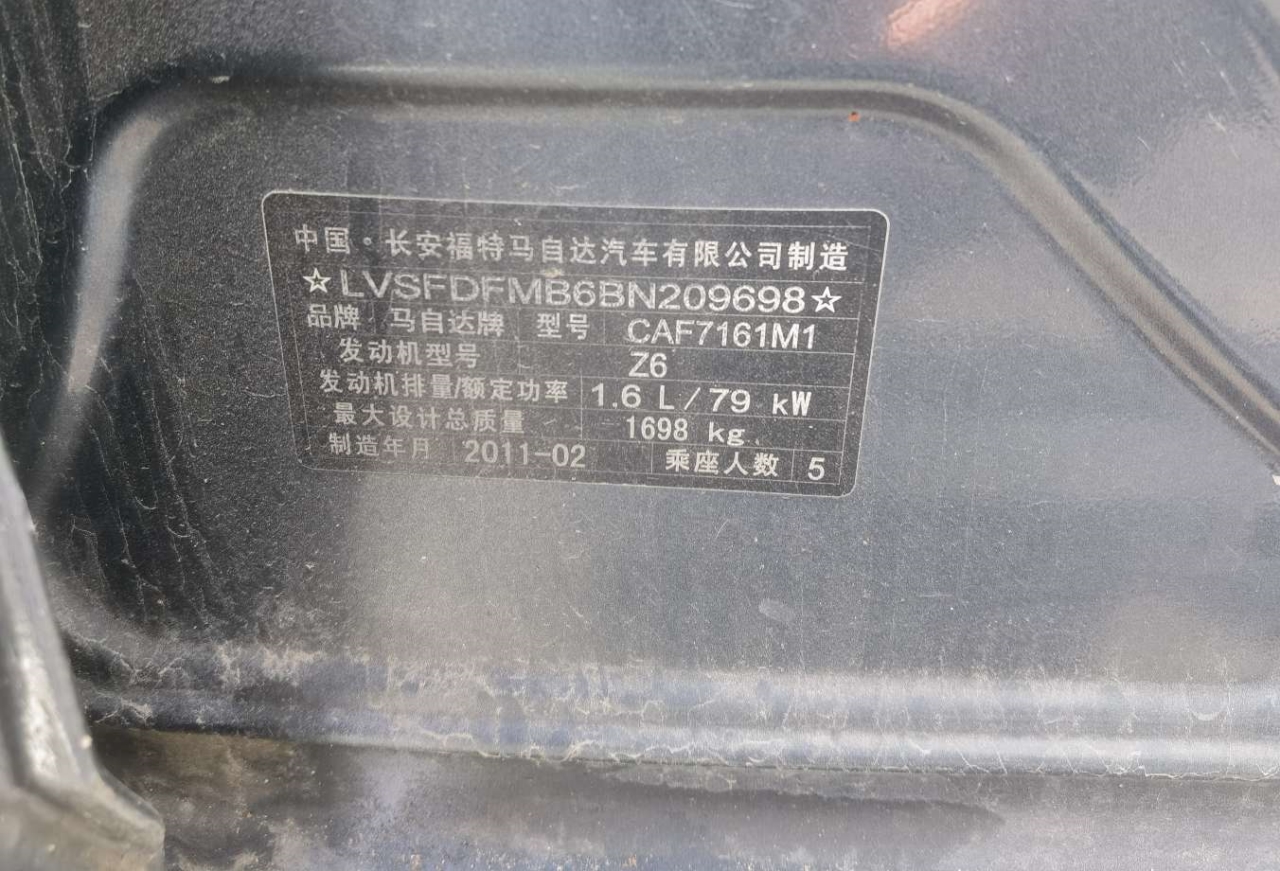 中国·长安福特马自达汽车有限公司制造
☆LVSFDFMB6BN209698☆
品牌 马自达牌 型号 CAF7161M1
发动机型号 Z6
发动机排量/额定功率 1.6 L/79 kW
最大设计总质量 1698 kg
制造年月 2011-02 乘座人数 5